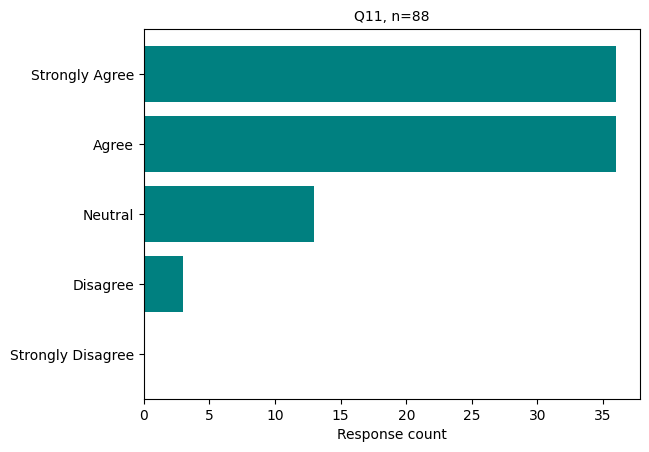 Q11, n=88
Strongly Agree
Agree
Neutral
Disagree
Strongly Disagree
0 5 10 15 20 25 30 35
Response count